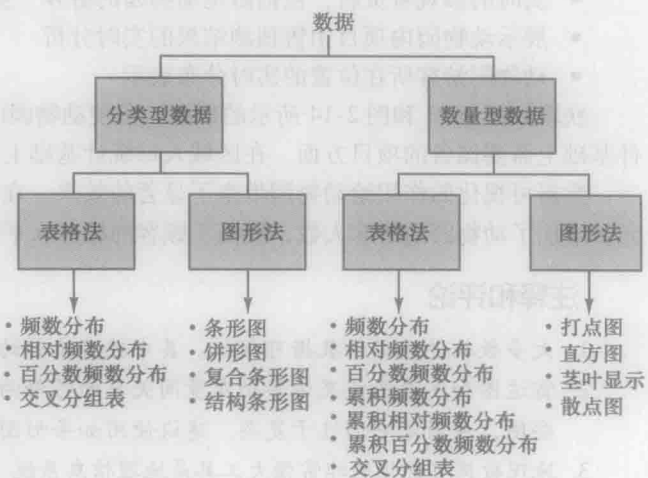 数据
分类型数据
数量型数据
表格法
图形法
表格法
图形法
· 频数分布
· 相对频数分布
· 百分数频数分布
· 交叉分组表
· 条形图
· 饼形图
· 复合条形图
· 结构条形图
· 频数分布
· 相对频数分布
· 百分数频数分布
· 累积频数分布
· 累积相对频数分布
· 累积百分数频数分布
· 交叉分组表
· 打点图
· 直方图
· 茎叶显示
· 散点图